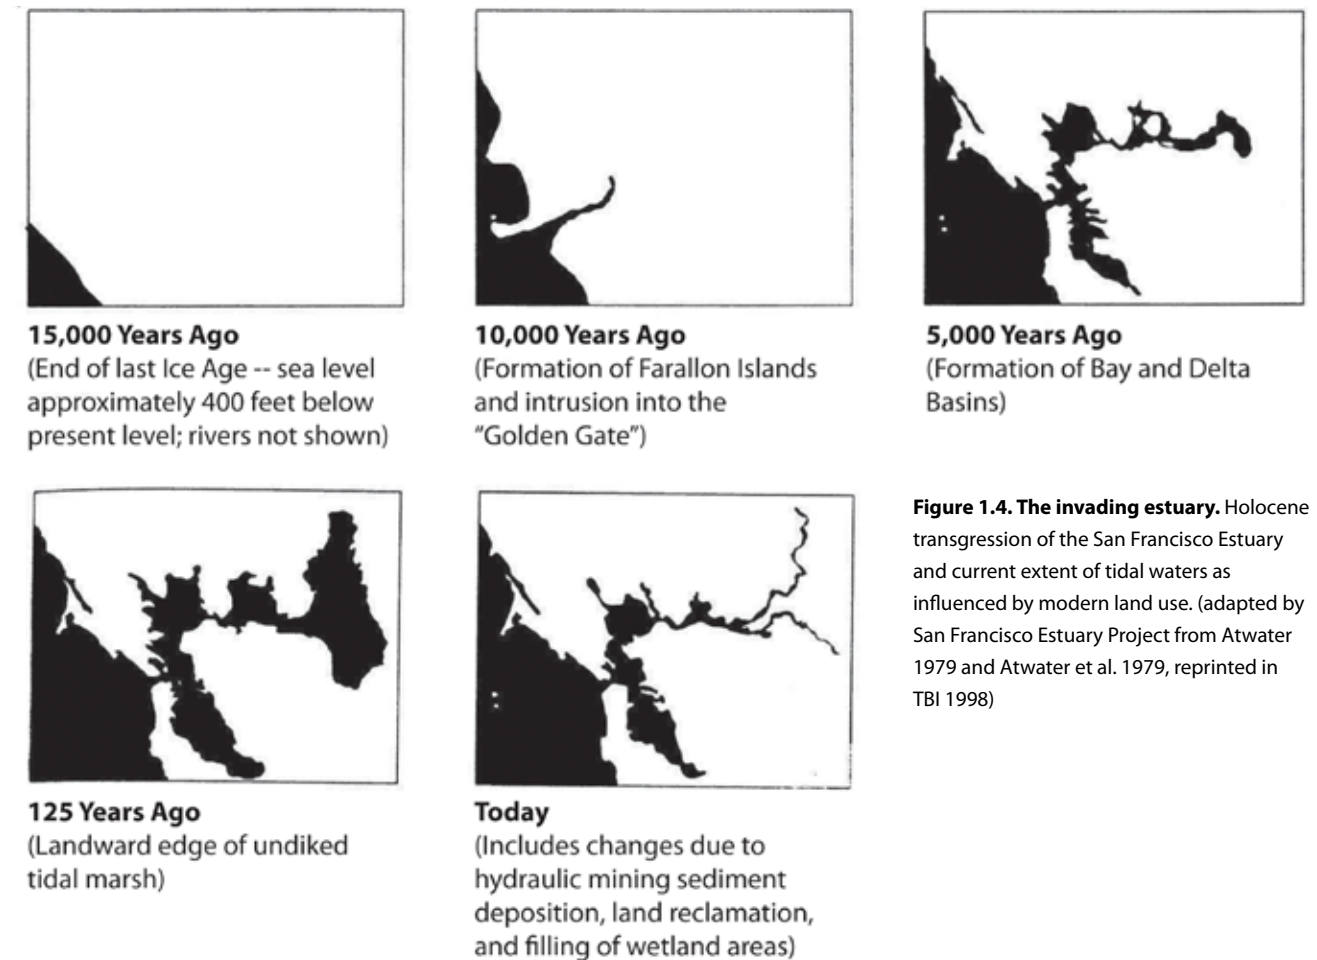 15,000 Years Ago
(End of last Ice Age -- sea level
approximately 400 feet below
present level; rivers not shown)
10,000 Years Ago
(Formation of Farallon Islands
and intrusion into the
“Golden Gate”)
5,000 Years Ago
(Formation of Bay and Delta
Basins)
125 Years Ago
(Landward edge of undiked
tidal marsh)
Today
(Includes changes due to
hydraulic mining sediment
deposition, land reclamation,
and filling of wetland areas)
Figure 1.4. The invading estuary. Holocene
transgression of the San Francisco Estuary
and current extent of tidal waters as
influenced by modern land use. (adapted by
San Francisco Estuary Project from Atwater
1979 and Atwater et al. 1979, reprinted in
TBI 1998)